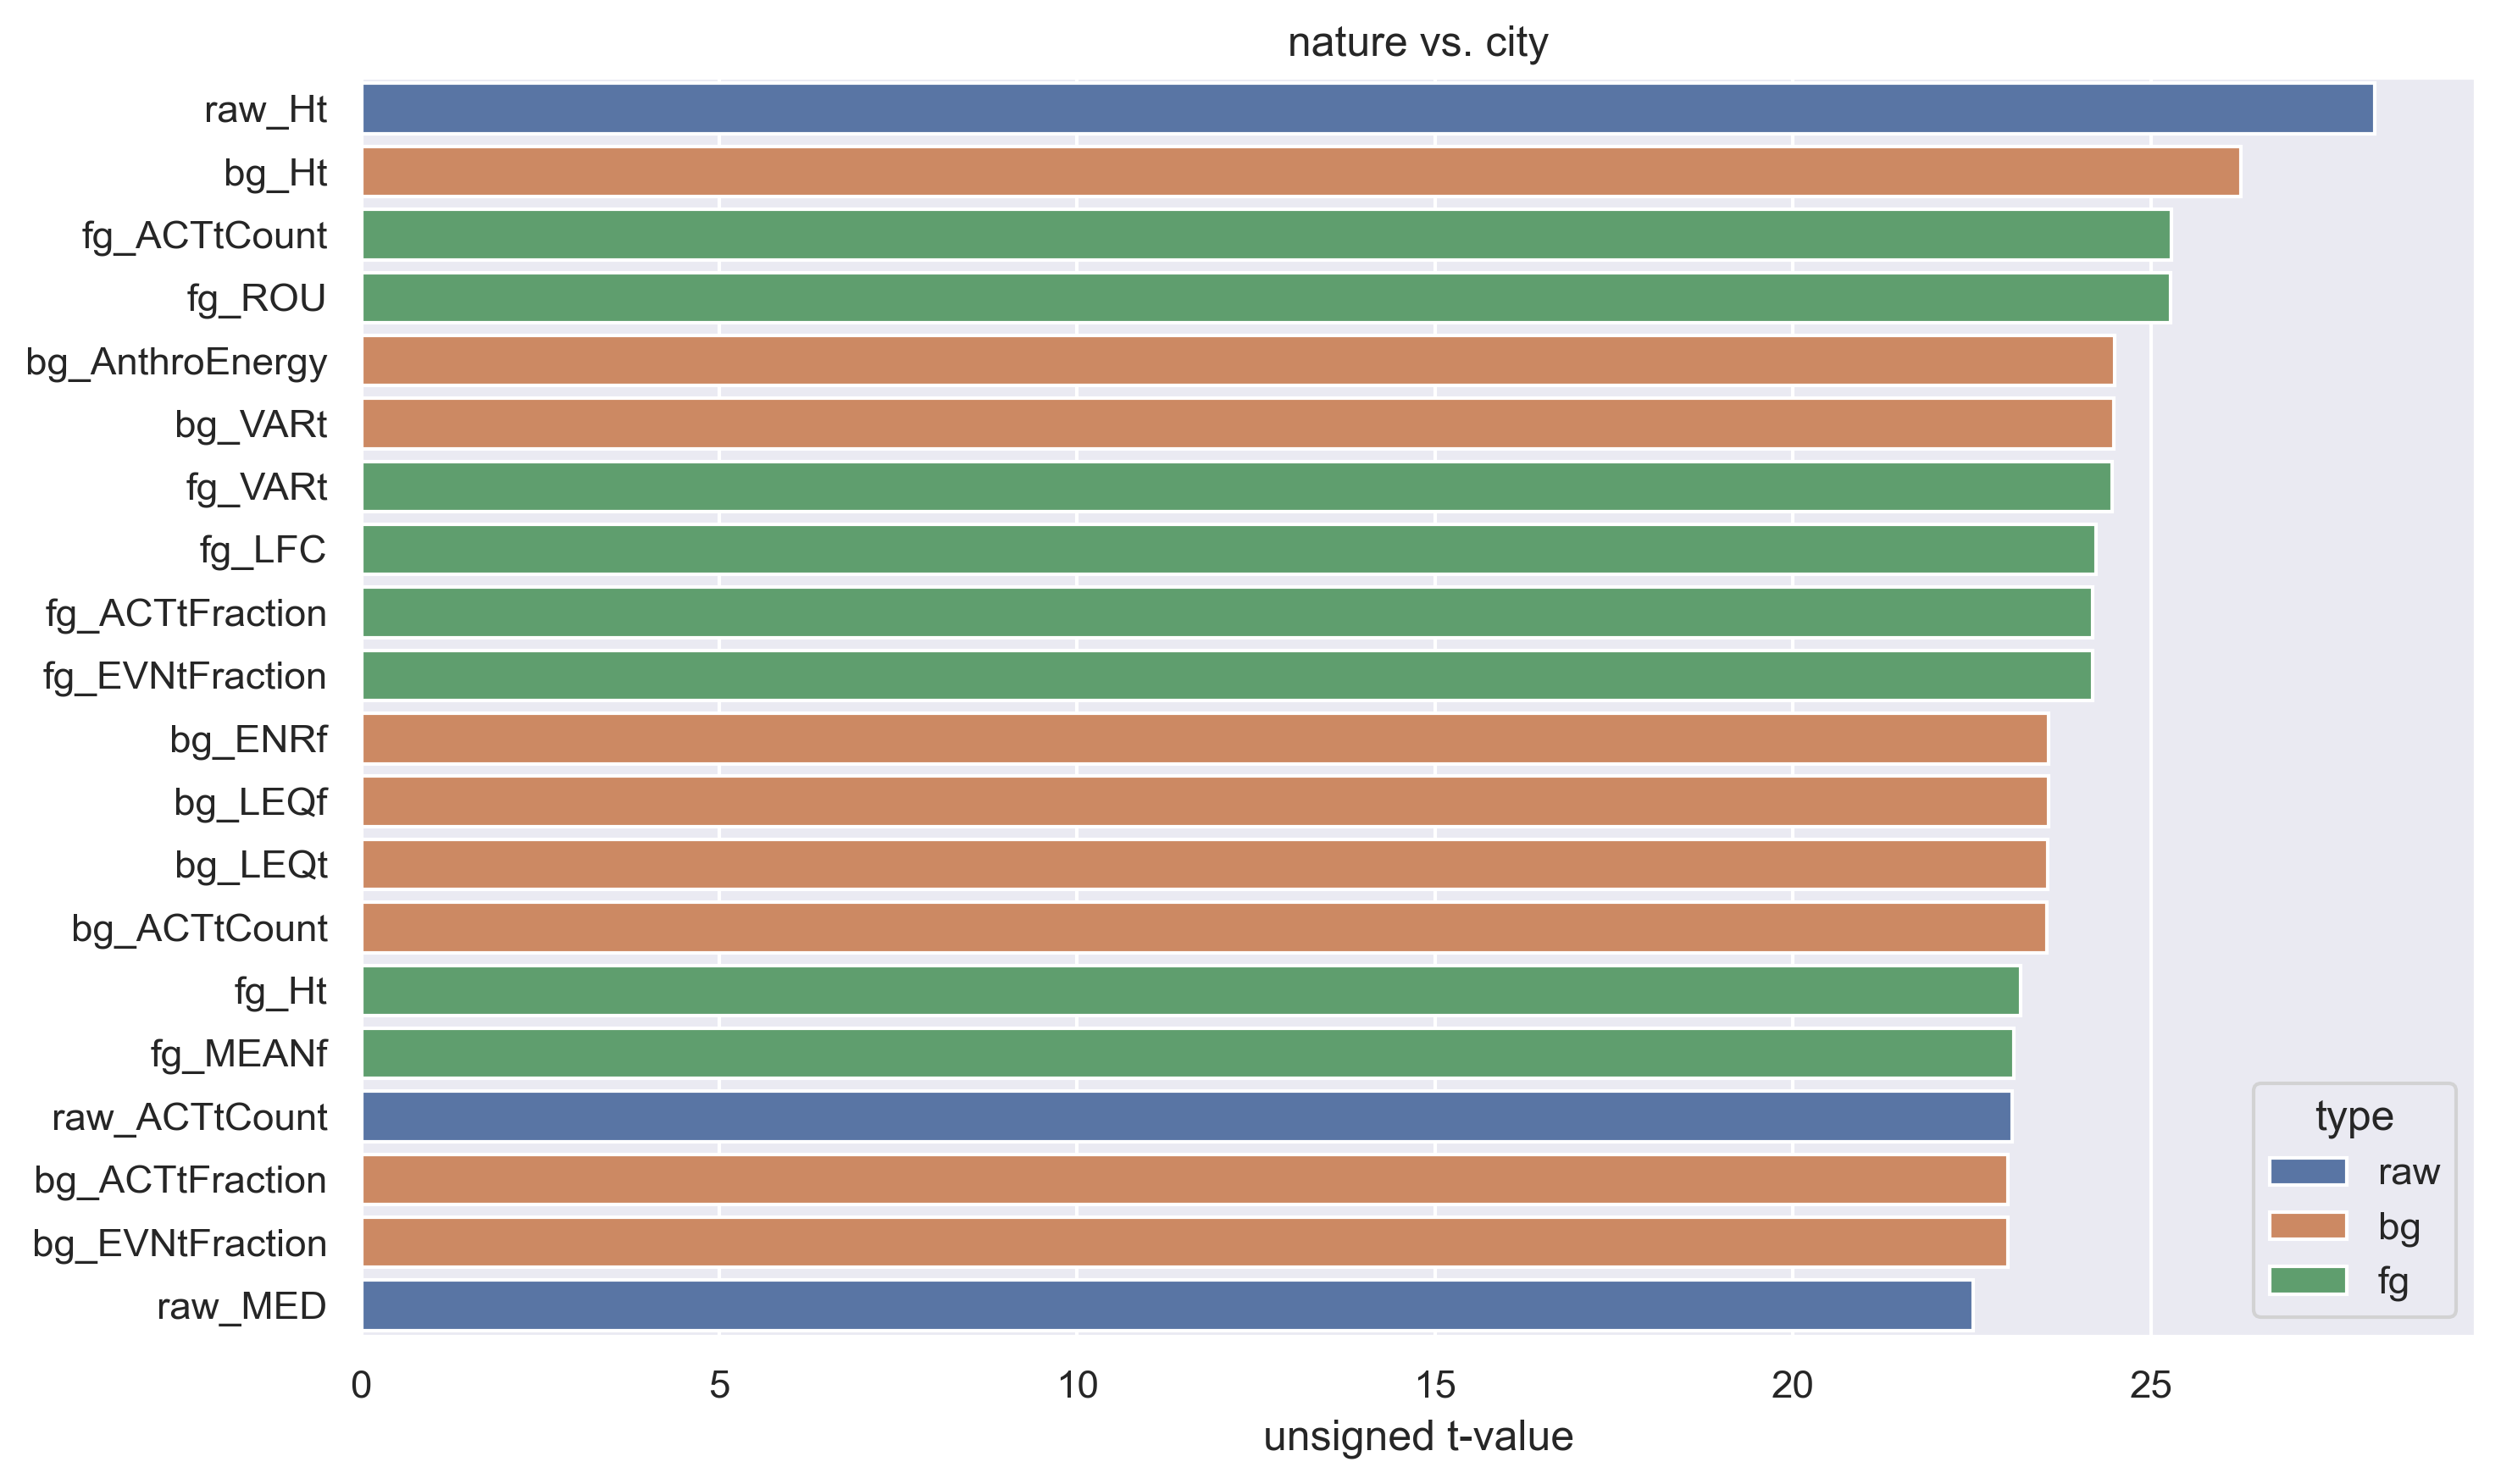 nature vs. city
raw_Ht
bg_Ht
fg_ACTtCount
fg_ROU
bg_AnthroEnergy
bg_VARt
fg_VARt
fg_LFC
fg_ACTtFraction
fg_EVNtFraction
bg_ENRf
bg_LEQf
bg_LEQt
bg_ACTtCount
fg_Ht
fg_MEANf
raw_ACTtCount
bg_ACTtFraction
bg_EVNtFraction
raw_MED
type
raw
bg
fg
0 5 10 15 20 25
unsigned t-value